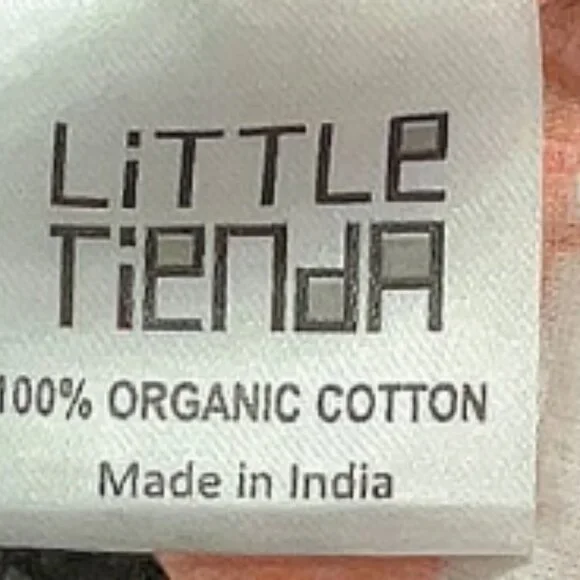 LiTTLe
TiendA
100% ORGANIC COTTON
Made in India